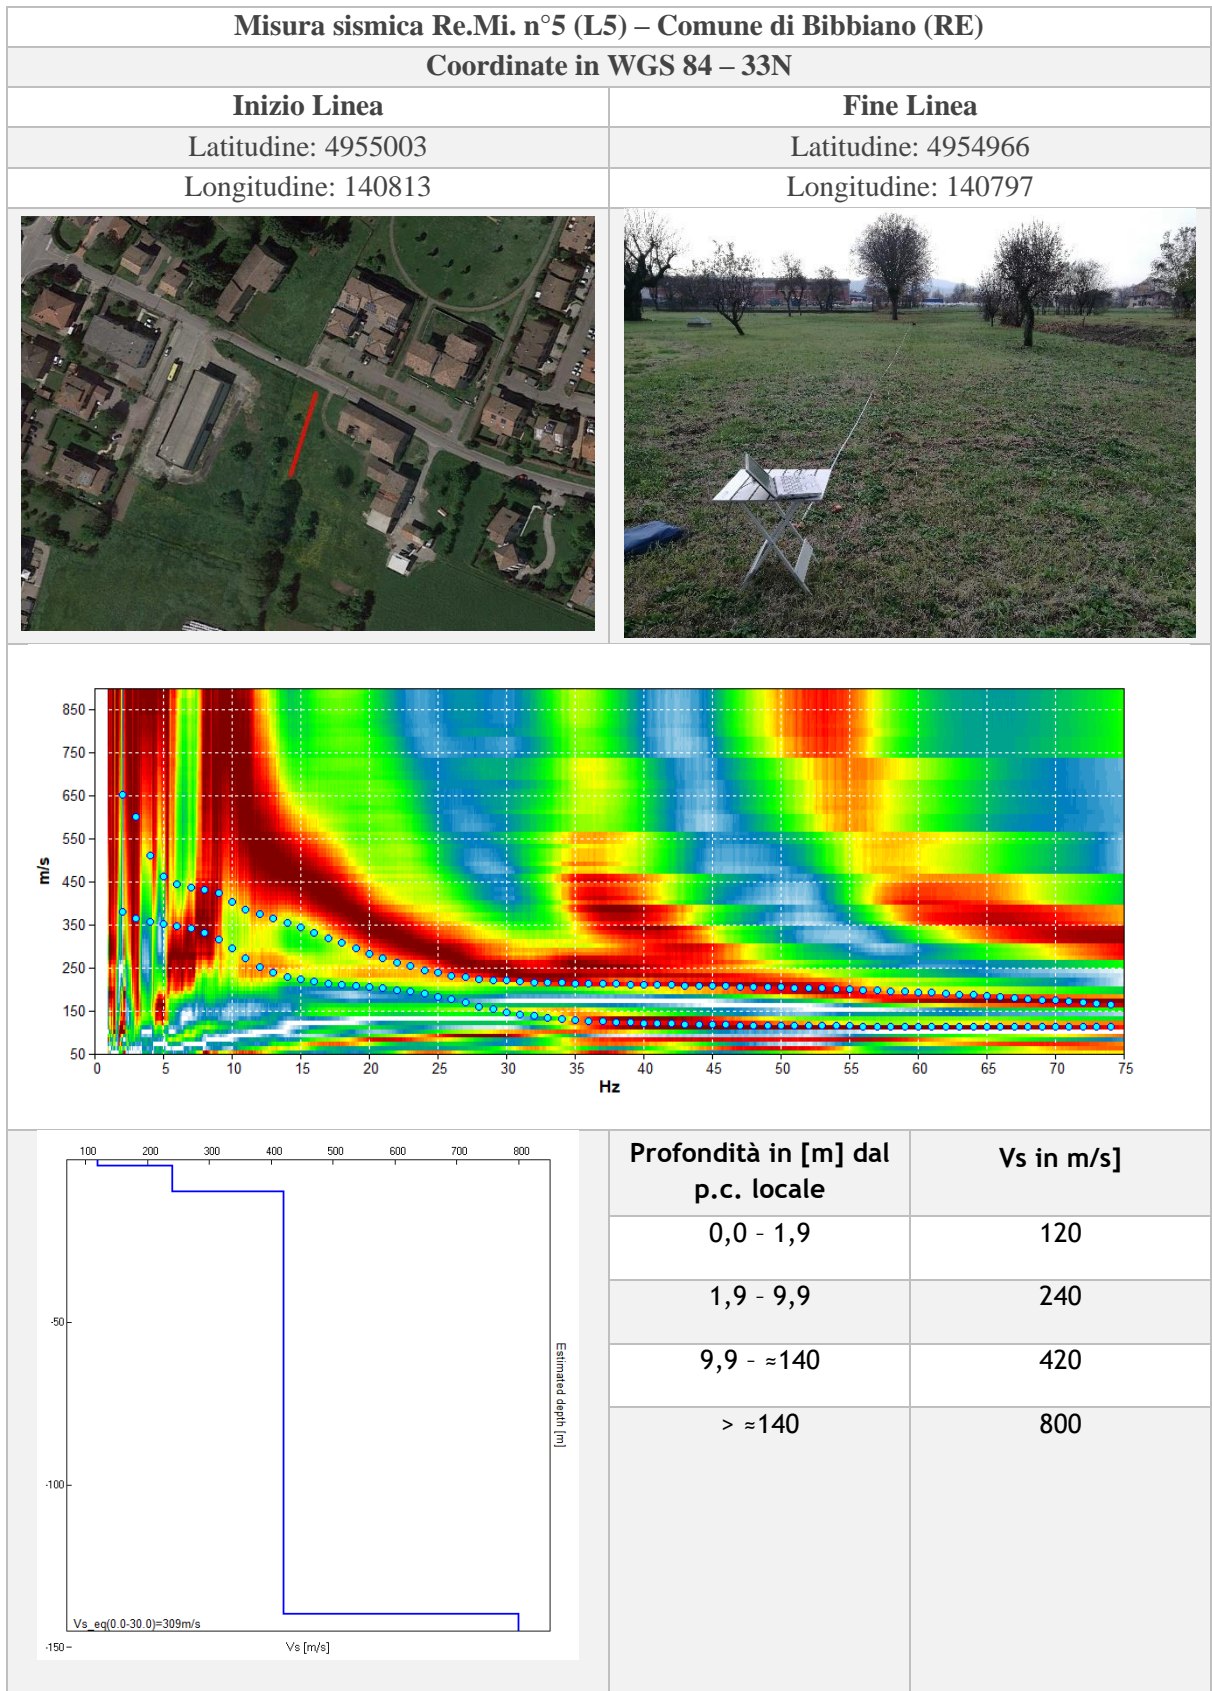 Misura sismica Re.Mi. n°5 (L5) – Comune di Bibbiano (RE)
Coordinate in WGS 84 – 33N
Inizio Linea
Fine Linea
Latitudine: 4955003
Latitudine: 4954966
Longitudine: 140813
Longitudine: 140797
850
750
650
550
450
350
250
150
50
m/s
0 5 10 15 20 25 30 35 40 45 50 55 60 65 70 75
Hz
100 200 300 400 500 600 700 800
-50
-100
-150
Estimated depth [m]
Vs_eq(0.0-30.0)=309m/s
Vs [m/s]
Profondità in [m] dal
p.c. locale
Vs in m/s]
0,0 – 1,9
120
1,9 – 9,9
240
9,9 – ≈140
420
> ≈140
800